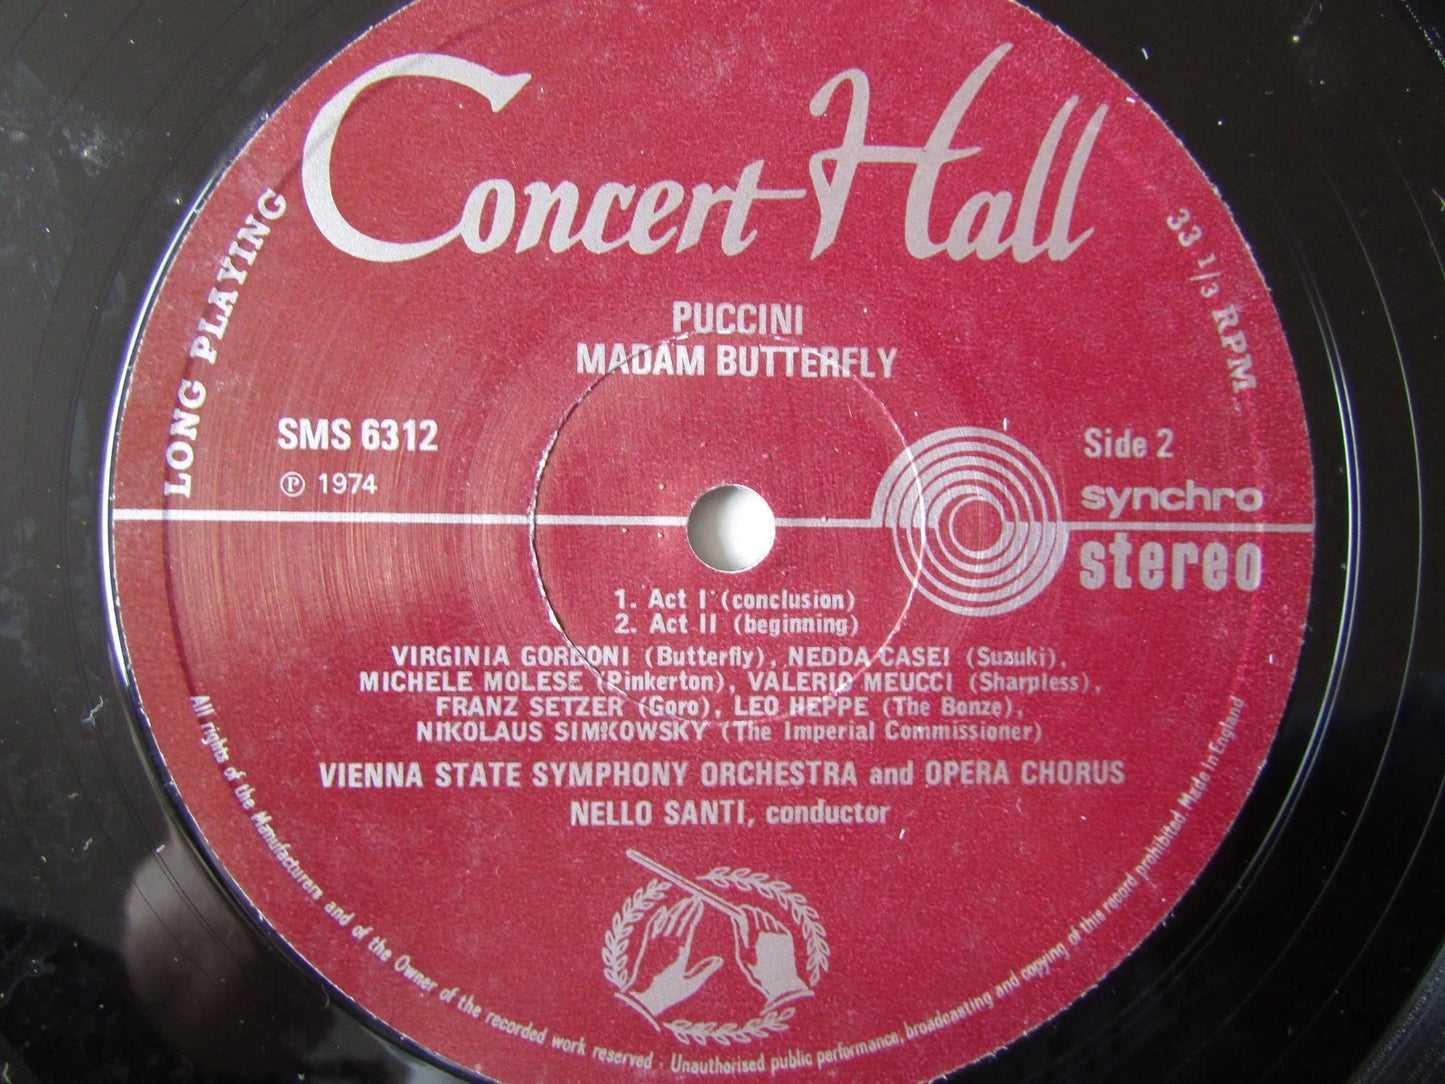 Concert Hall
LONG PLAYING
33 1/3 RPM
PUCCINI
MADAM BUTTERFLY
SMS 6312
Ⓟ 1974
Side 2
synchro
stereo
1. Act I (conclusion)
2. Act II (beginning)
VIRGINIA GORDONI (Butterfly), NEDDA CASEI (Suzuki),
MICHELE MOLESE (Pinkerton), VALERIO MEUCCI (Sharpless),
FRANZ SETZER (Goro), LEO HEPPE (The Bonze),
NIKOLAUS SIMKOWSKY (The Imperial Commissioner)
VIENNA STATE SYMPHONY ORCHESTRA and OPERA CHORUS
NELLO SANTI, conductor
All rights of the Manufacturers and of the Owner of the recorded work reserved - Unauthorised public performance, broadcasting and copying of this record prohibited Made in England